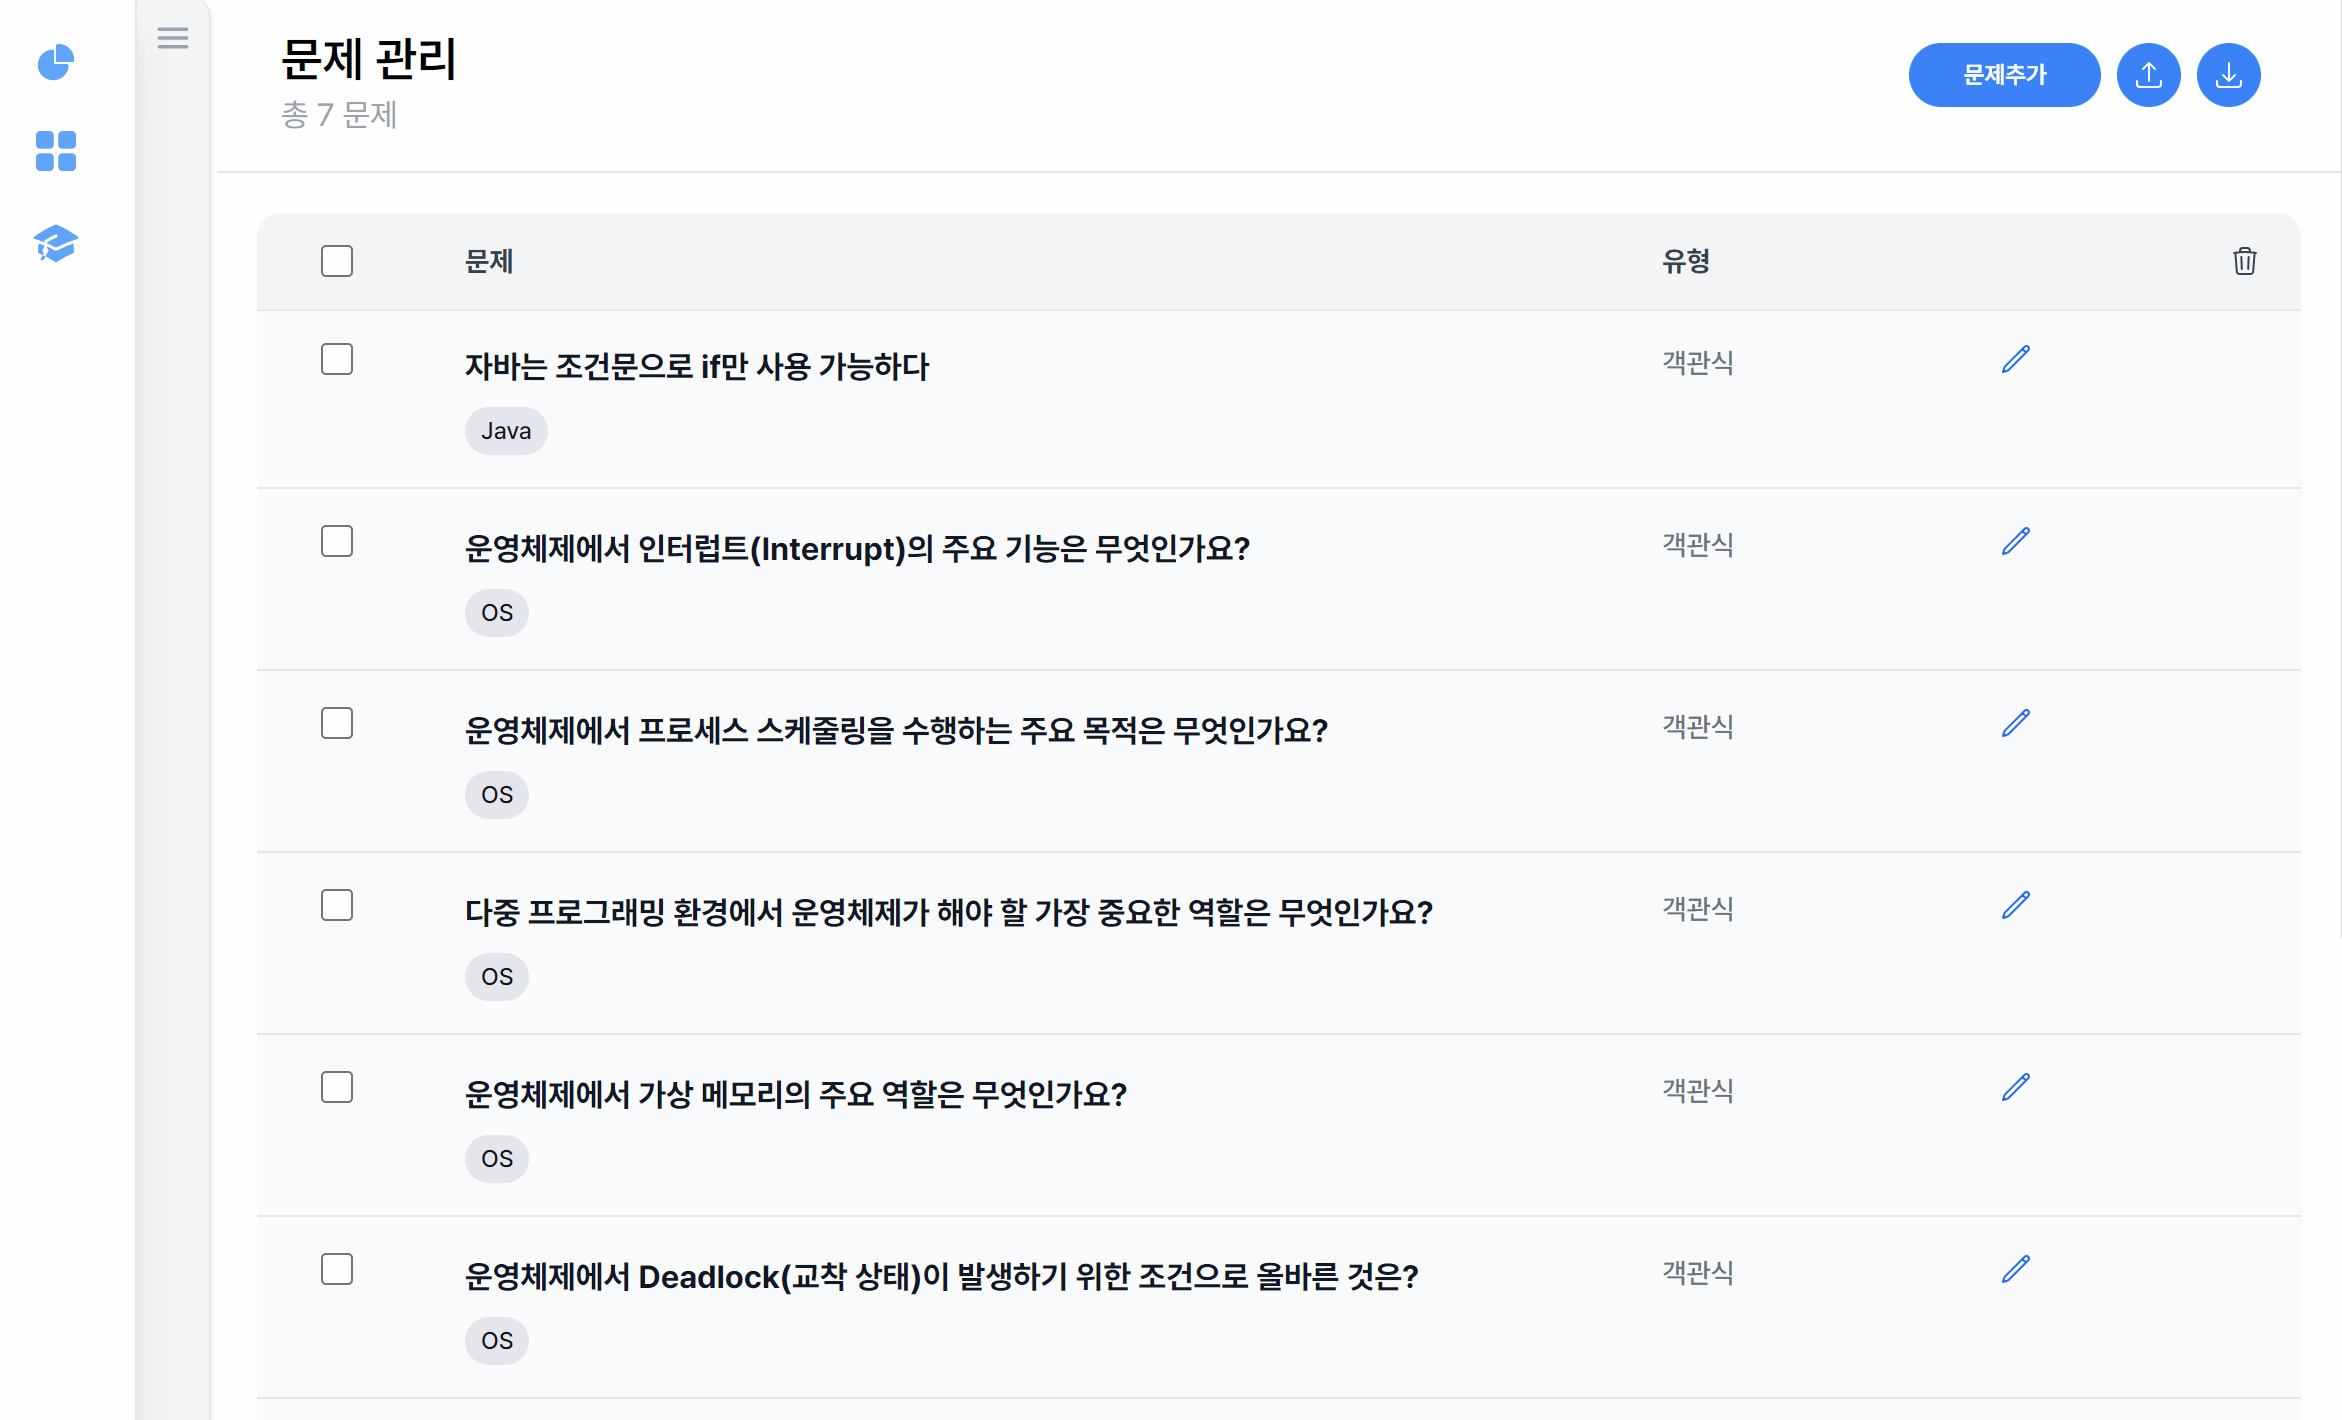 문제 관리
총 7 문제
문제추가
문제 유형
자바는 조건문으로 if만 사용 가능하다 객관식
Java
운영체제에서 인터럽트(Interrupt)의 주요 기능은 무엇인가요? 객관식
OS
운영체제에서 프로세스 스케줄링을 수행하는 주요 목적은 무엇인가요? 객관식
OS
다중 프로그래밍 환경에서 운영체제가 해야 할 가장 중요한 역할은 무엇인가요? 객관식
OS
운영체제에서 가상 메모리의 주요 역할은 무엇인가요? 객관식
OS
운영체제에서 Deadlock(교착 상태)이 발생하기 위한 조건으로 올바른 것은? 객관식
OS